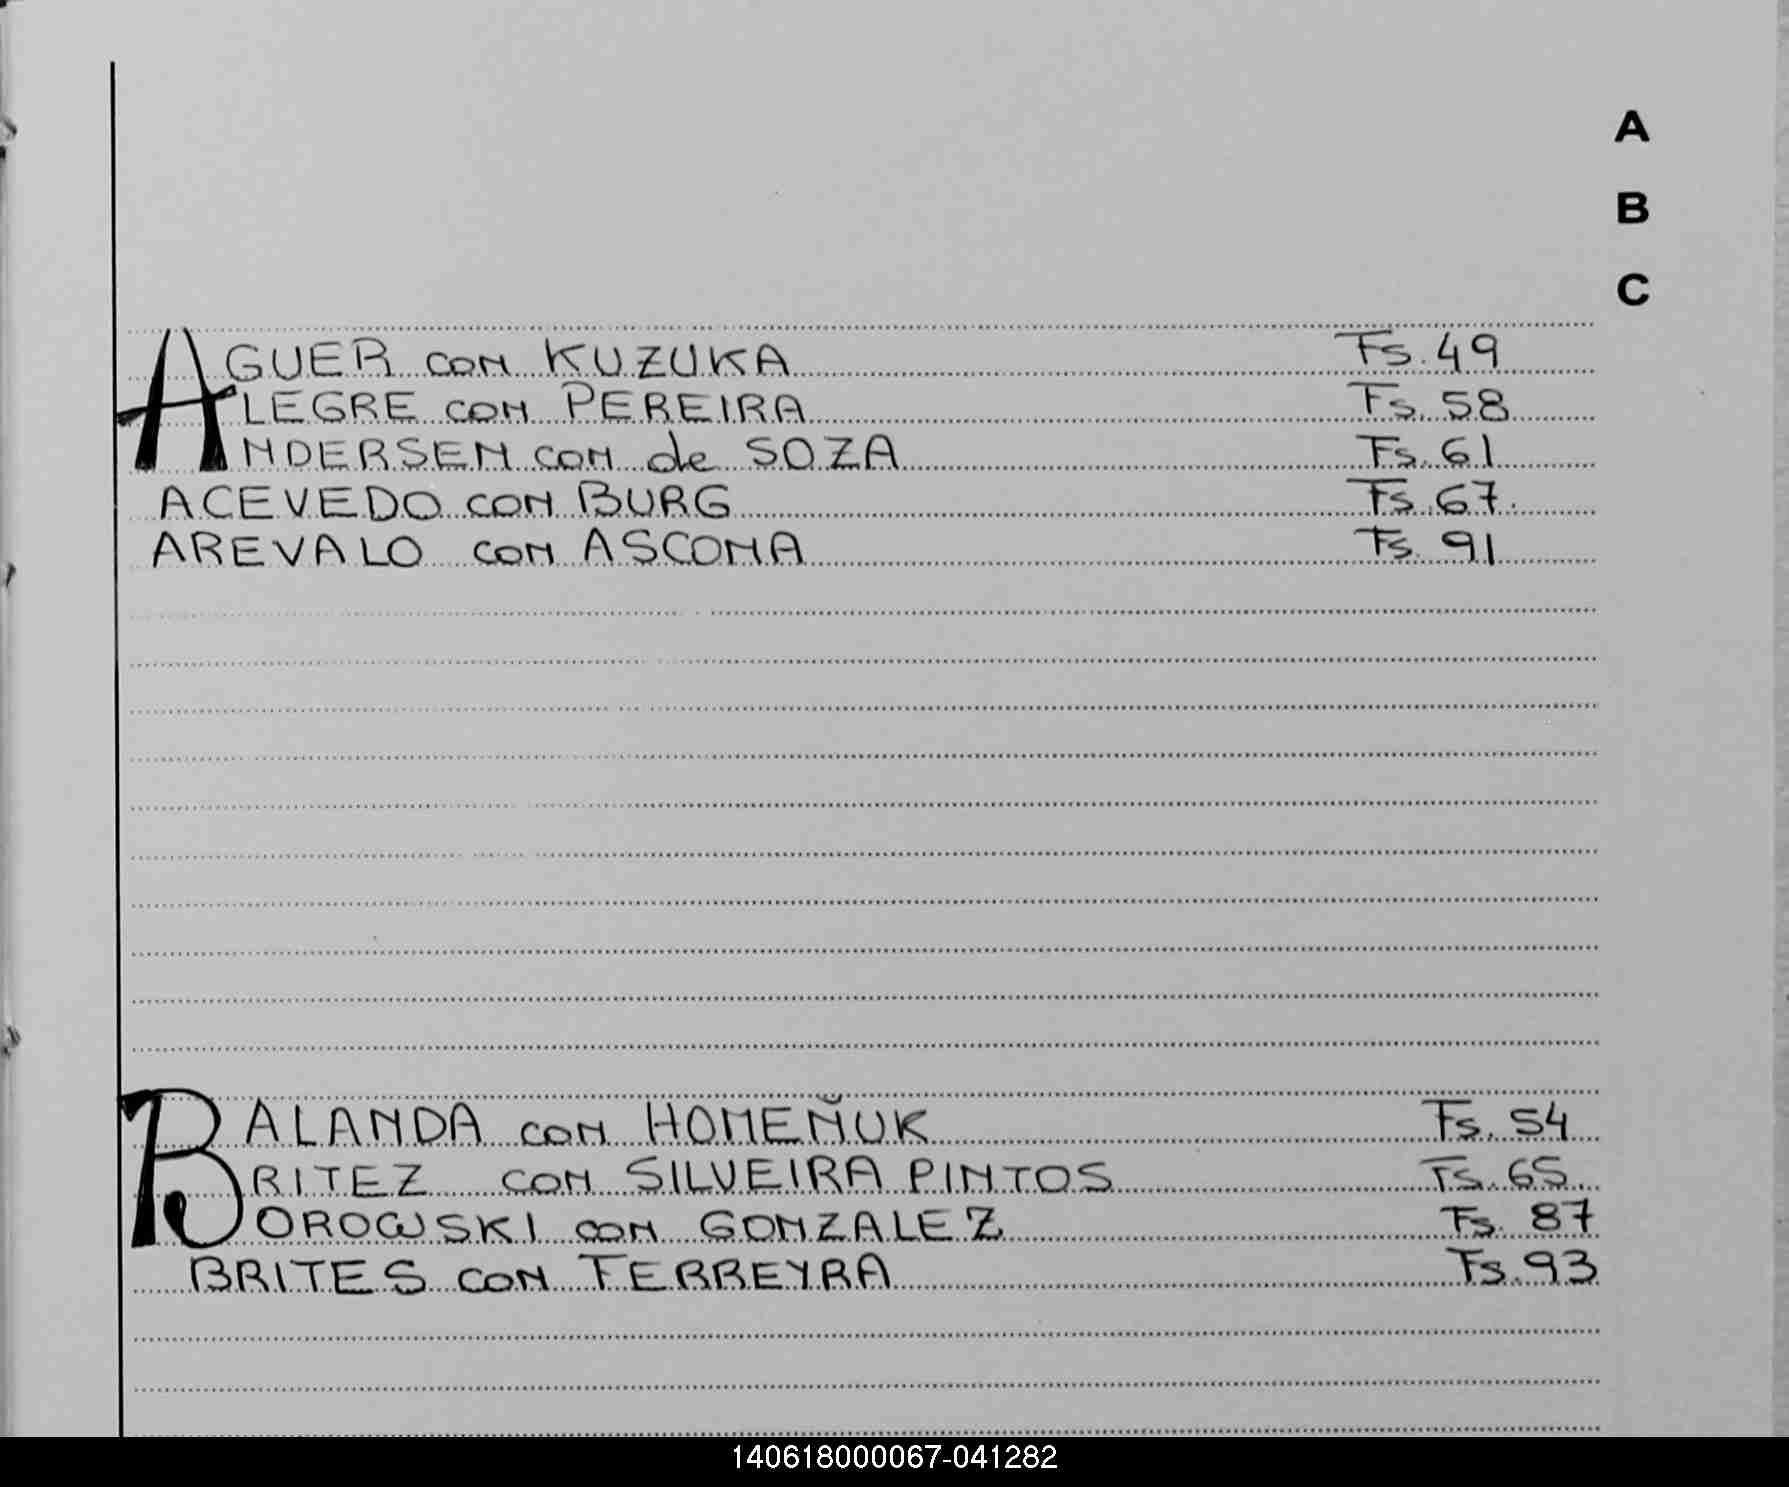 A
B
C
AGUER con KUZUKA Fs. 49
ALEGRE con PEREIRA Fs. 58
ANDERSEN con de SOZA Fs. 61
ACEVEDO con BURG Fs. 67
AREVALO con ASCONA Fs. 91
BALANDA con HOMEÑUK Fs. 54
BRITEZ con SILVEIRA PINTOS Fs. 65
BOROWSKI con GONZALEZ Fs. 87
BRITES con FERREYRA Fs. 93
140618000067-041282